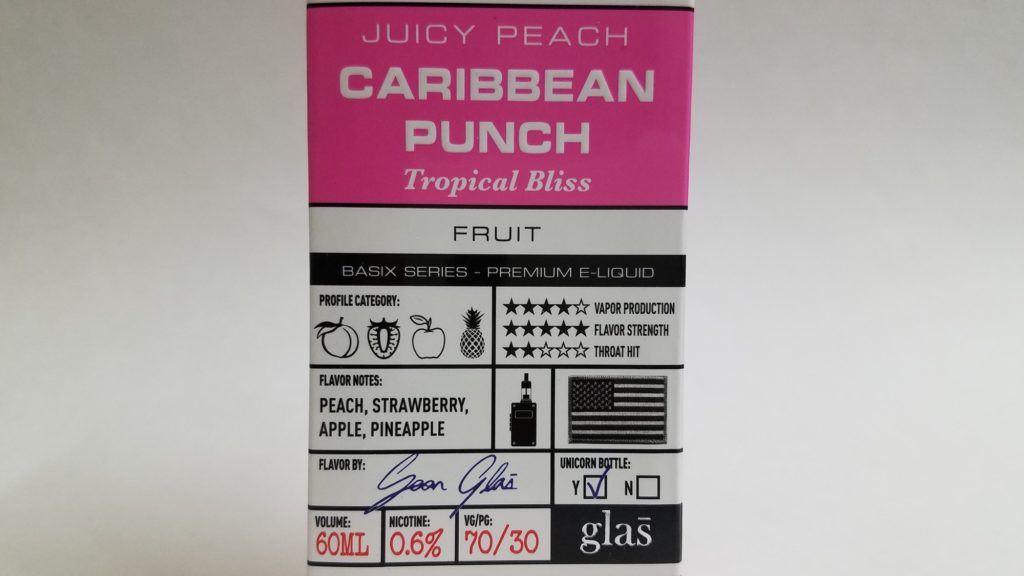 JUICY PEACH
CARIBBEAN
PUNCH
Tropical Bliss
FRUIT
BASIX SERIES - PREMIUM E-LIQUID
PROFILE CATEGORY:
VAPOR PRODUCTION
FLAVOR STRENGTH
THROAT HIT
FLAVOR NOTES:
PEACH, STRAWBERRY,
APPLE, PINEAPPLE
FLAVOR BY:
Sean Glas
UNICORN BOTTLE:
Y N
VOLUME:
60ML
NICOTINE:
0.6%
VG/PG:
70/30
glas̄